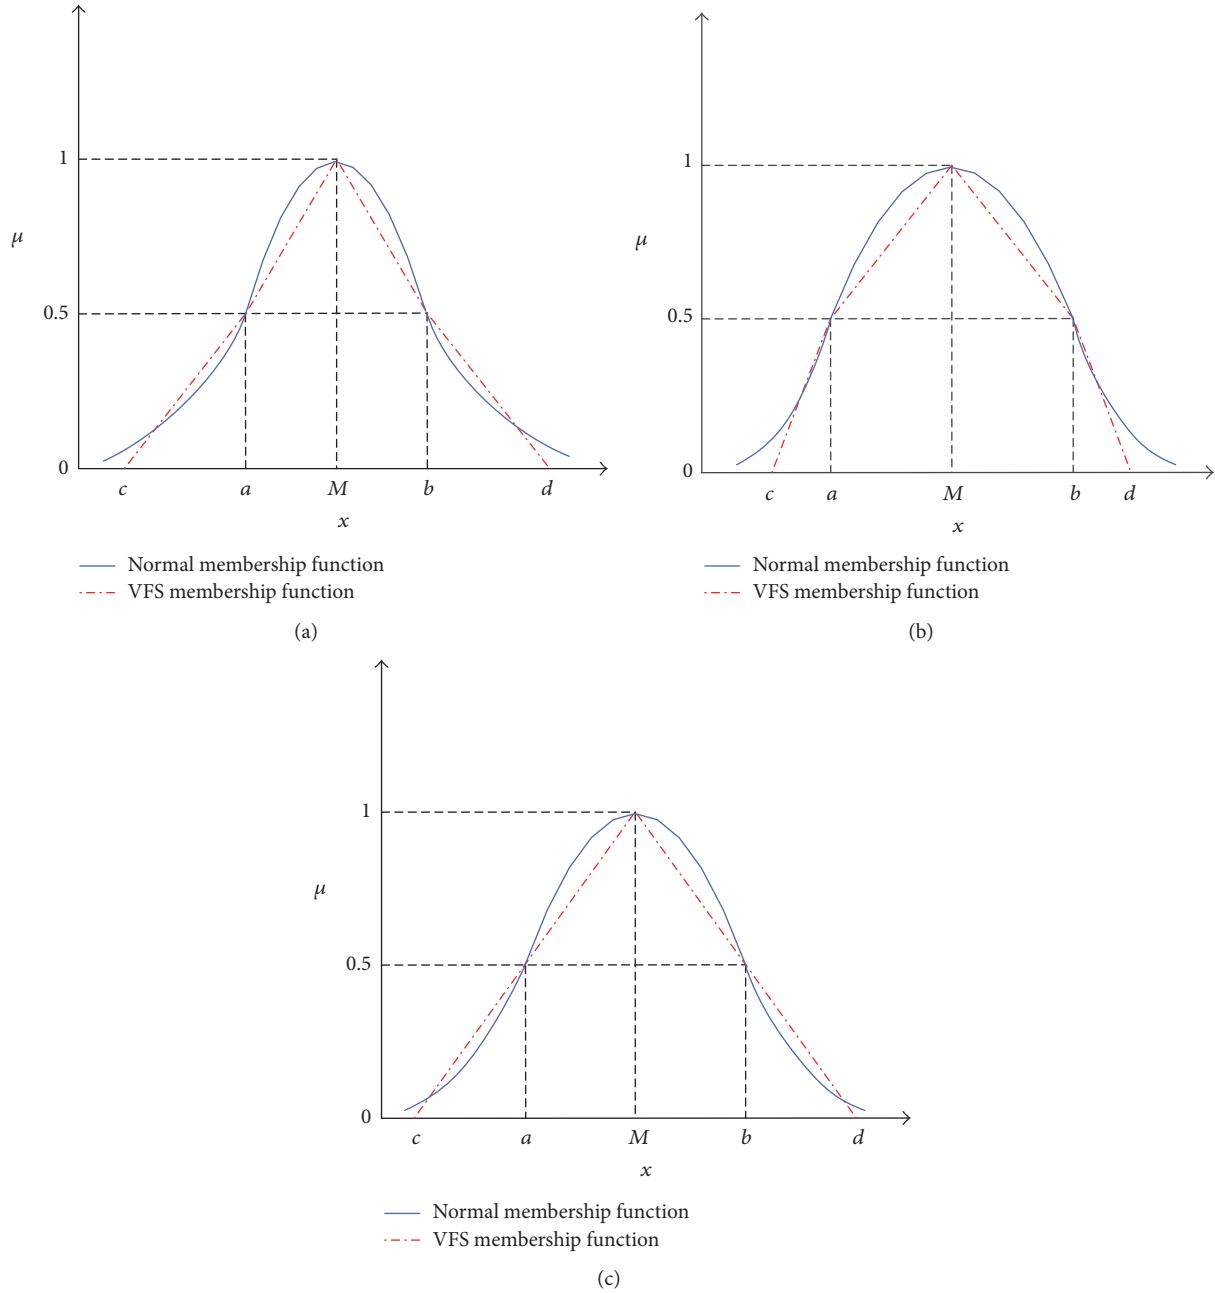 1
μ
0.5
0
c a M b d
x
Normal membership function
VFS membership function
(a)
1
μ
0.5
0
c a M b d
x
Normal membership function
VFS membership function
(b)
1
μ
0.5
0
c a M b d
x
Normal membership function
VFS membership function
(c)